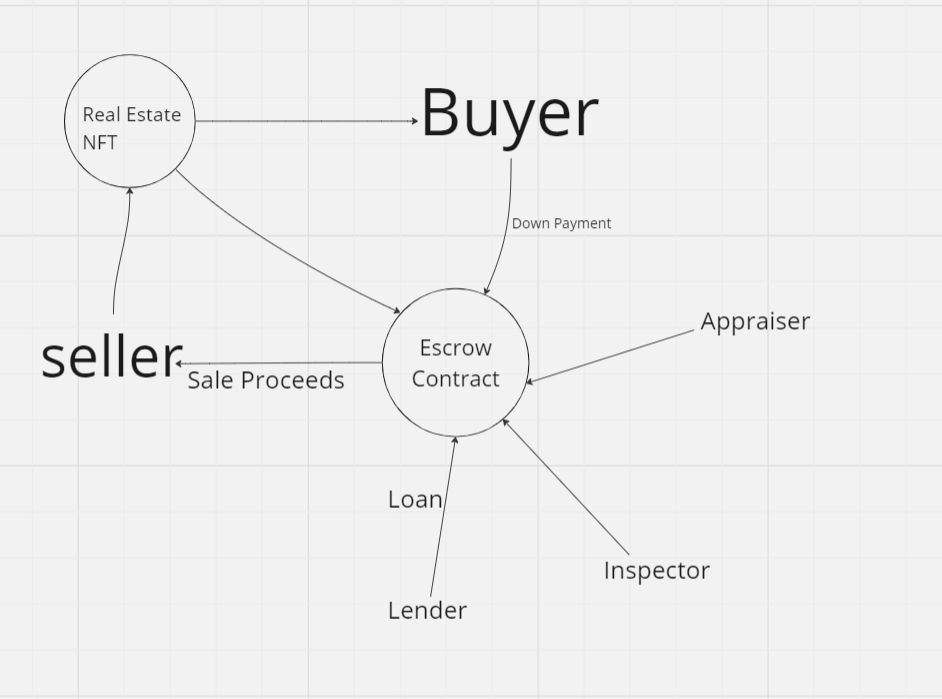 Real Estate
NFT
Buyer
Down Payment
Appraiser
Escrow
Contract
seller
Sale Proceeds
Loan
Inspector
Lender